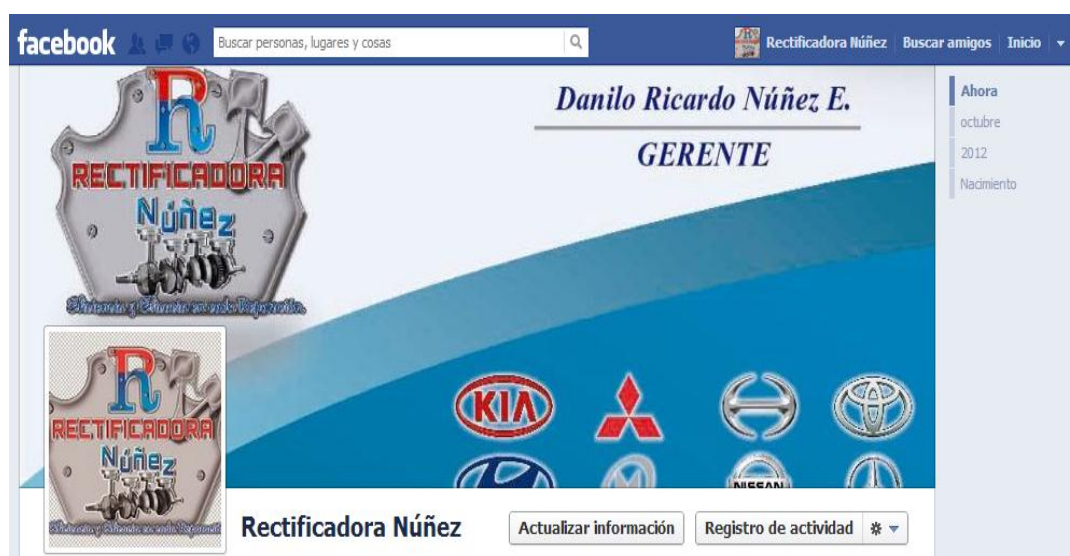 facebook
Buscar personas, lugares y cosas
Rectificadora Núñez
Buscar amigos
Inicio
Ahora
octubre
2012
Nacimiento
R
RECTIFICADORA
Núñez
Danilo Ricardo Núñez E.
GERENTE
KIA
NISSAN
R
RECTIFICADORA
Núñez
Rectificadora Núñez
Actualizar información
Registro de actividad